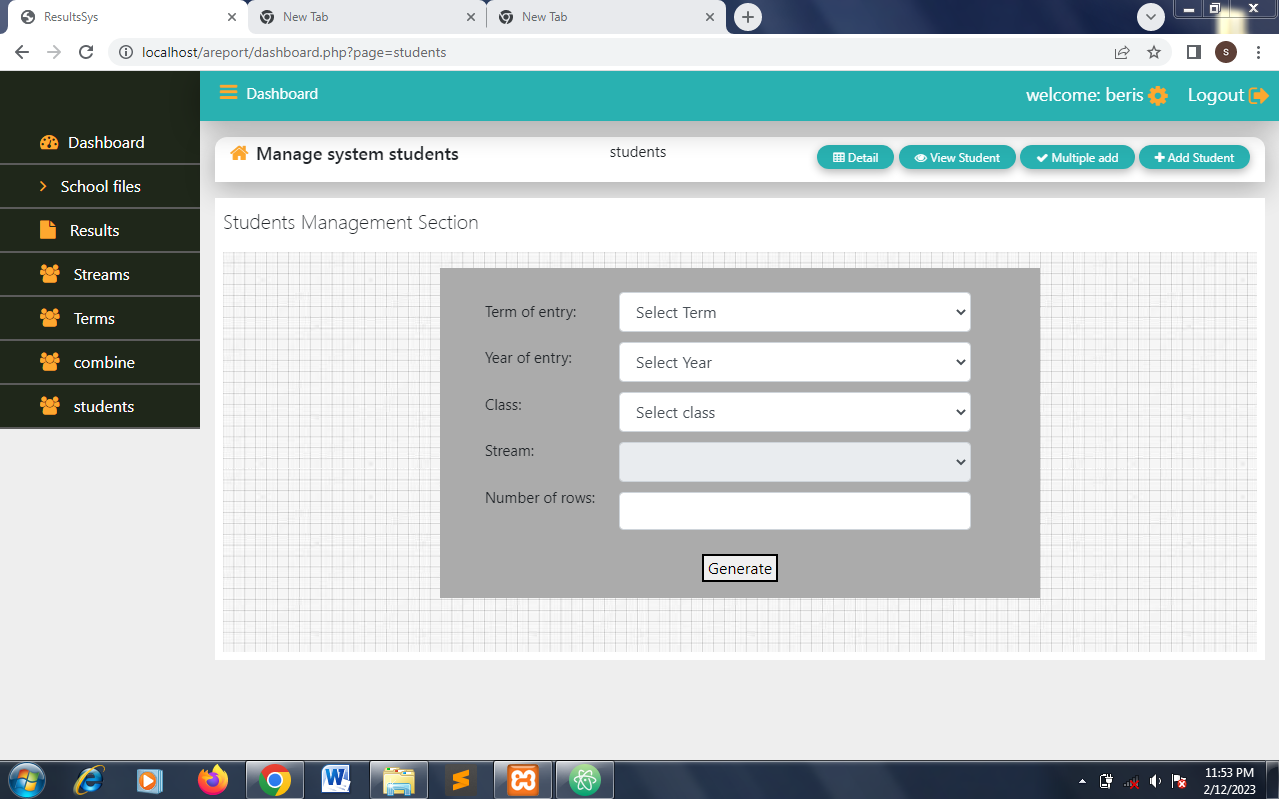 ResultsSys
New Tab
New Tab
localhost/areport/dashboard.php?page=students
S
Dashboard
welcome: beris
Logout
Dashboard
School files
Results
Streams
Terms
combine
students
Manage system students
students
Detail
View Student
Multiple add
Add Student
Students Management Section
Term of entry:
Select Term
Year of entry:
Select Year
Class:
Select class
Stream:
Number of rows:
Generate
11:53 PM
2/12/2023